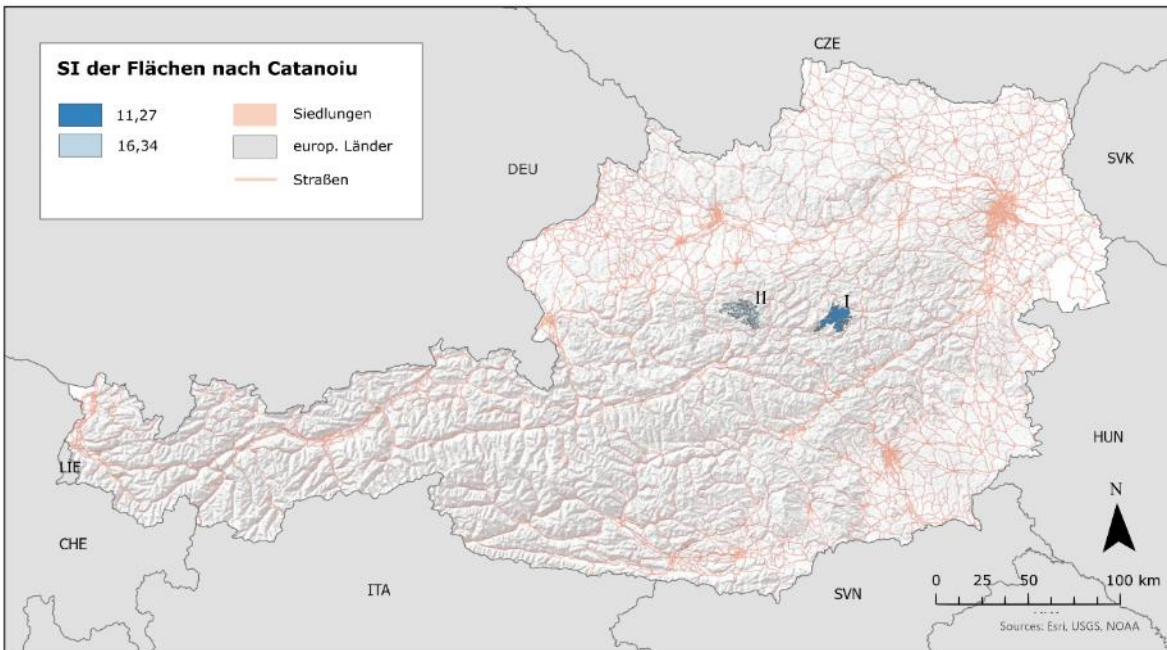 SI der Flächen nach Catanoiu
11,27
16,34
Siedlungen
europ. Länder
Straßen
CZE
DEU
SVK
II
I
HUN
LIE
CHE
ITA
SVN
N
0 25 50 100 km
Sources: Esri, USGS, NOAA